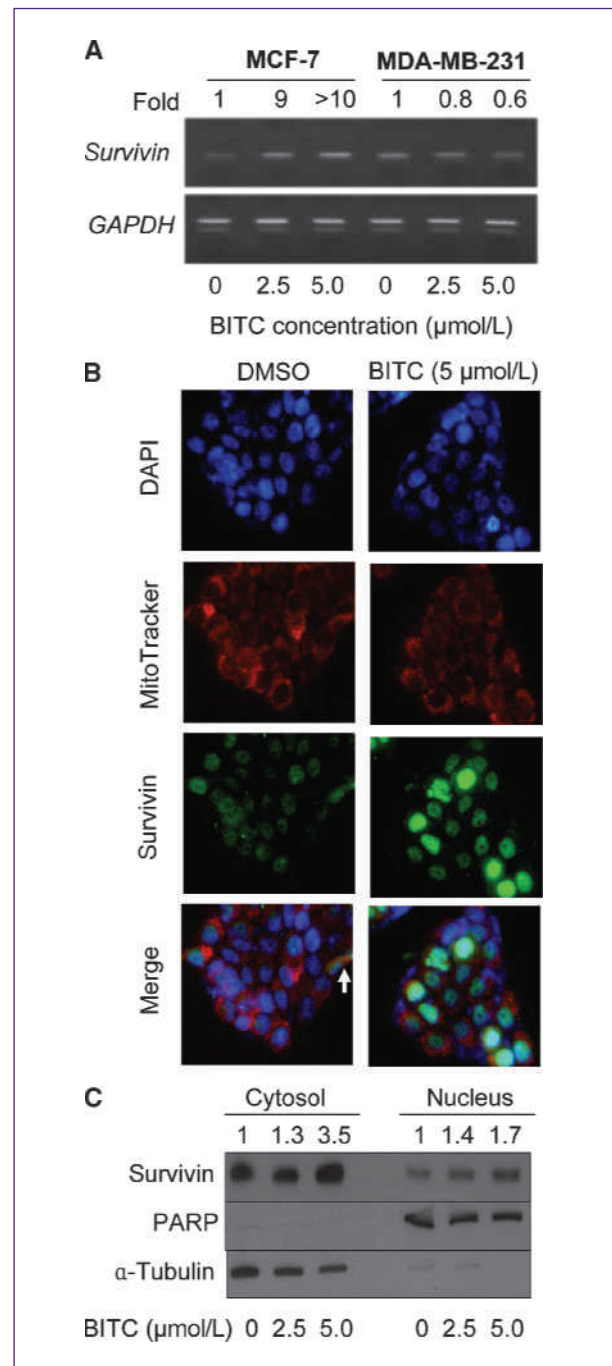 A
MCF-7 MDA-MB-231
Fold 1 9 >10 1 0.8 0.6
Survivin
GAPDH
0 2.5 5.0 0 2.5 5.0
BITC concentration (μmol/L)
B
DMSO BITC (5 μmol/L)
DAPI
MitoTracker
Survivin
Merge
C
Cytosol Nucleus
1 1.3 3.5 1 1.4 1.7
Survivin
PARP
α-Tubulin
BITC (μmol/L) 0 2.5 5.0 0 2.5 5.0